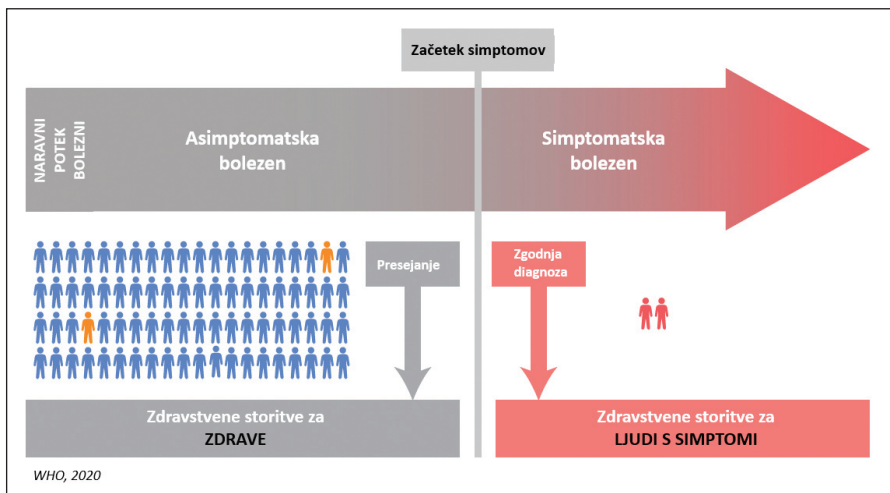 Začetek simptomov
NARAVNI
POTEK
BOLEZNI
Asimptomatska
bolezen
Simptomatska
bolezen
Presejanje
Zgodnja
diagnoza
Zdravstvene storitve za
ZDRAVE
Zdravstvene storitve za
LJUDI S SIMPTOMI
WHO, 2020